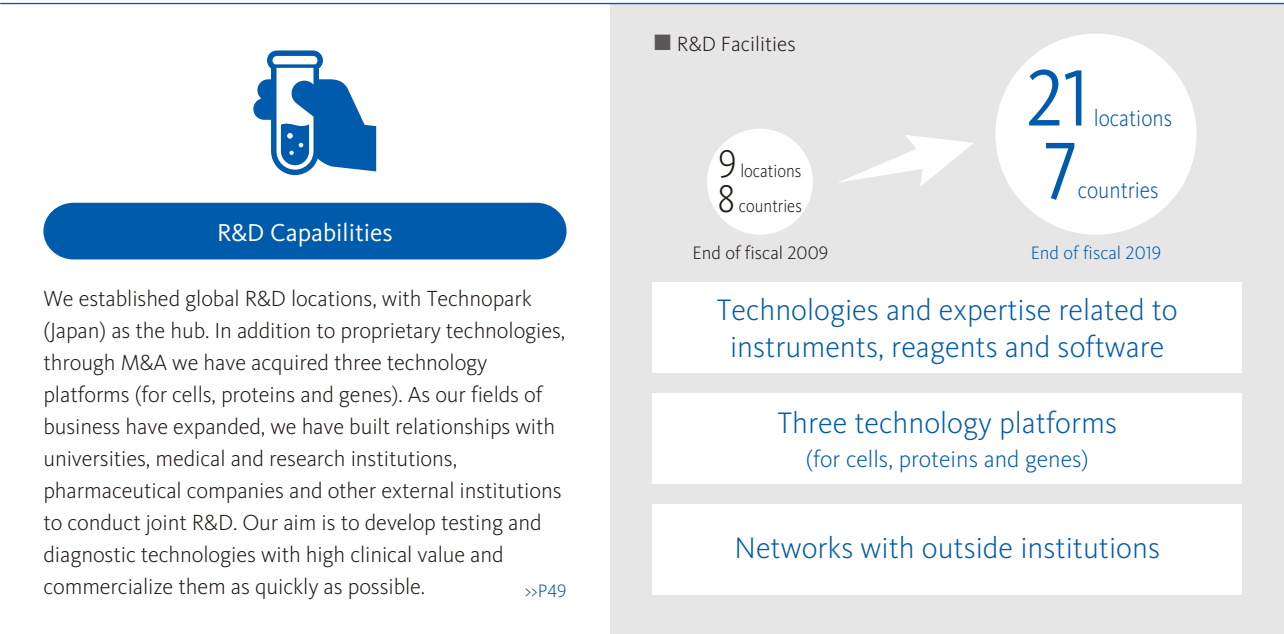 R&D Capabilities
We established global R&D locations, with Technopark
(Japan) as the hub. In addition to proprietary technologies,
through M&A we have acquired three technology
platforms (for cells, proteins and genes). As our fields of
business have expanded, we have built relationships with
universities, medical and research institutions,
pharmaceutical companies and other external institutions
to conduct joint R&D. Our aim is to develop testing and
diagnostic technologies with high clinical value and
commercialize them as quickly as possible.
>>P49
■ R&D Facilities
9 locations
8 countries
End of fiscal 2009
21 locations
7 countries
End of fiscal 2019
Technologies and expertise related to
instruments, reagents and software
Three technology platforms
(for cells, proteins and genes)
Networks with outside institutions